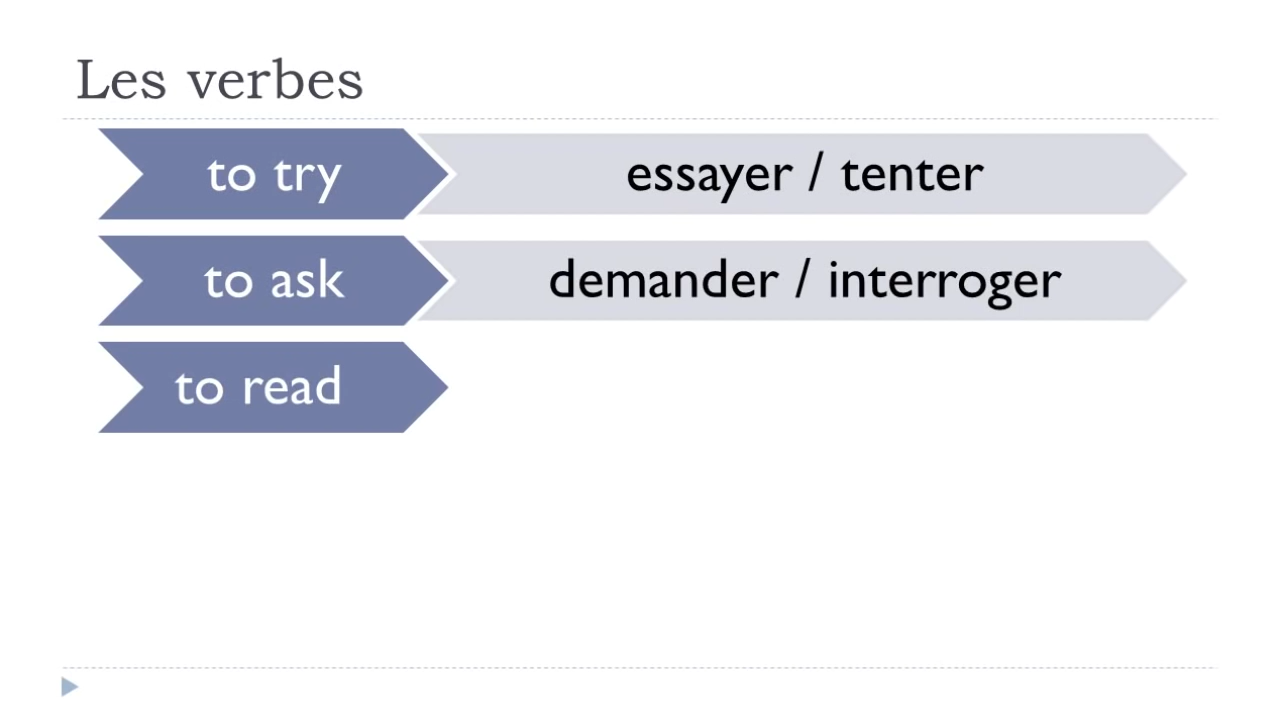 Les verbes
to try
essayer / tenter
to ask
demander / interroger
to read